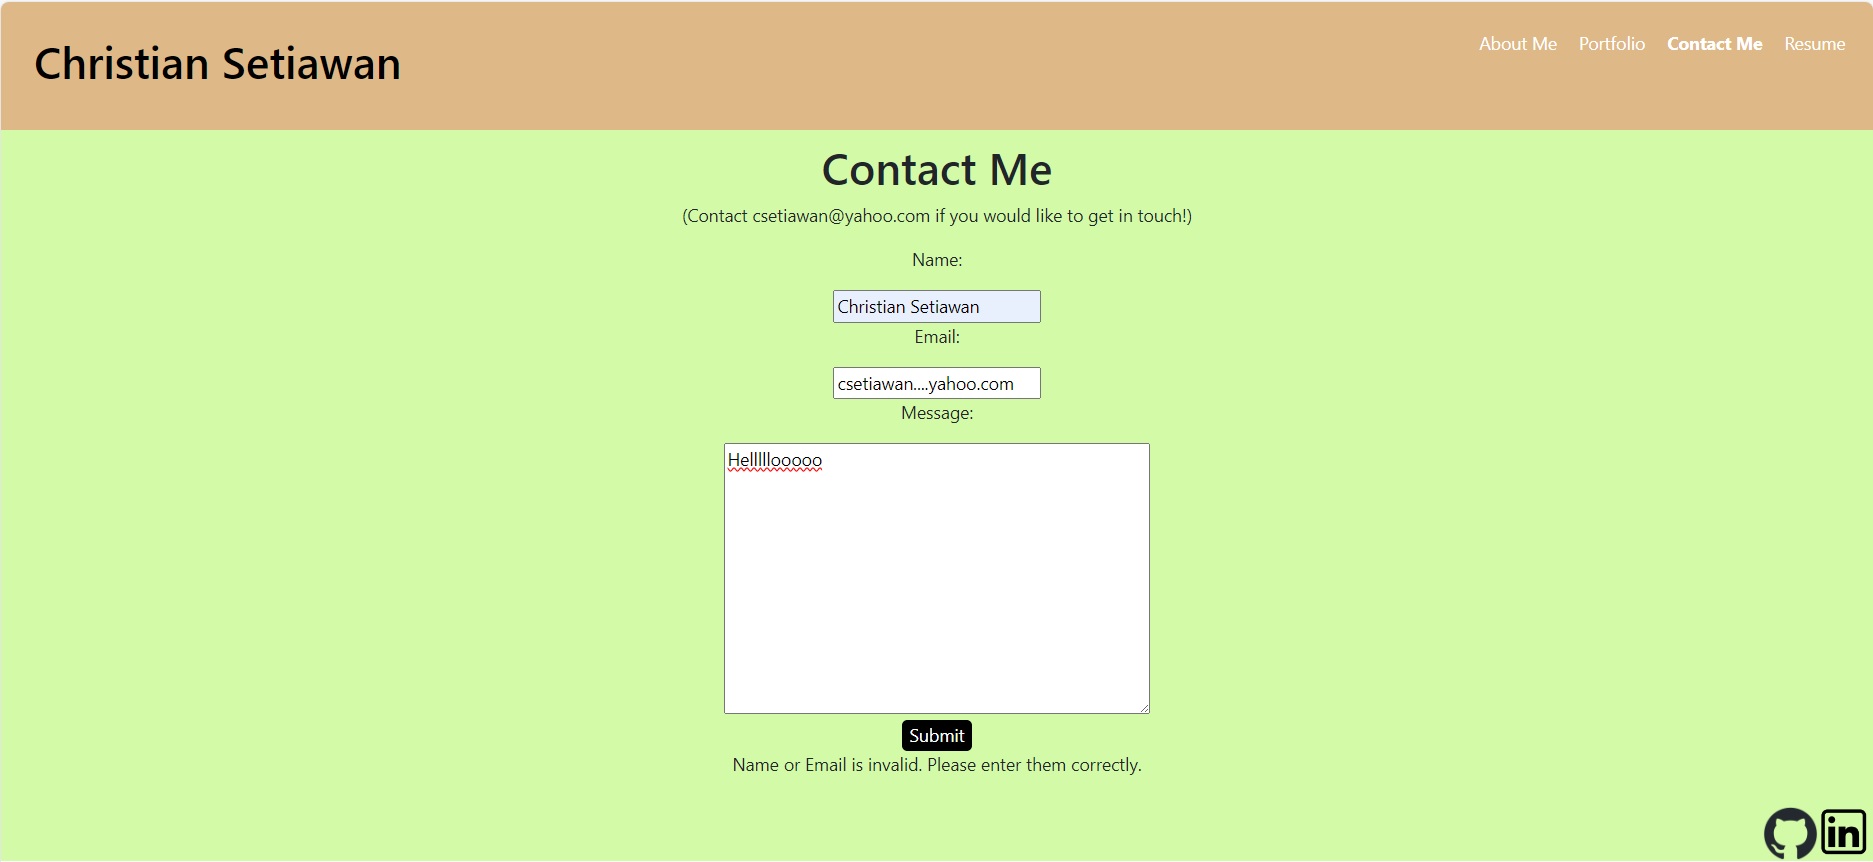 Christian Setiawan
About Me Portfolio Contact Me Resume
Contact Me
(Contact csetiawan@yahoo.com if you would like to get in touch!)
Name:
Christian Setiawan
Email:
csetiawan....yahoo.com
Message:
Helllllooooo
Submit
Name or Email is invalid. Please enter them correctly.
in